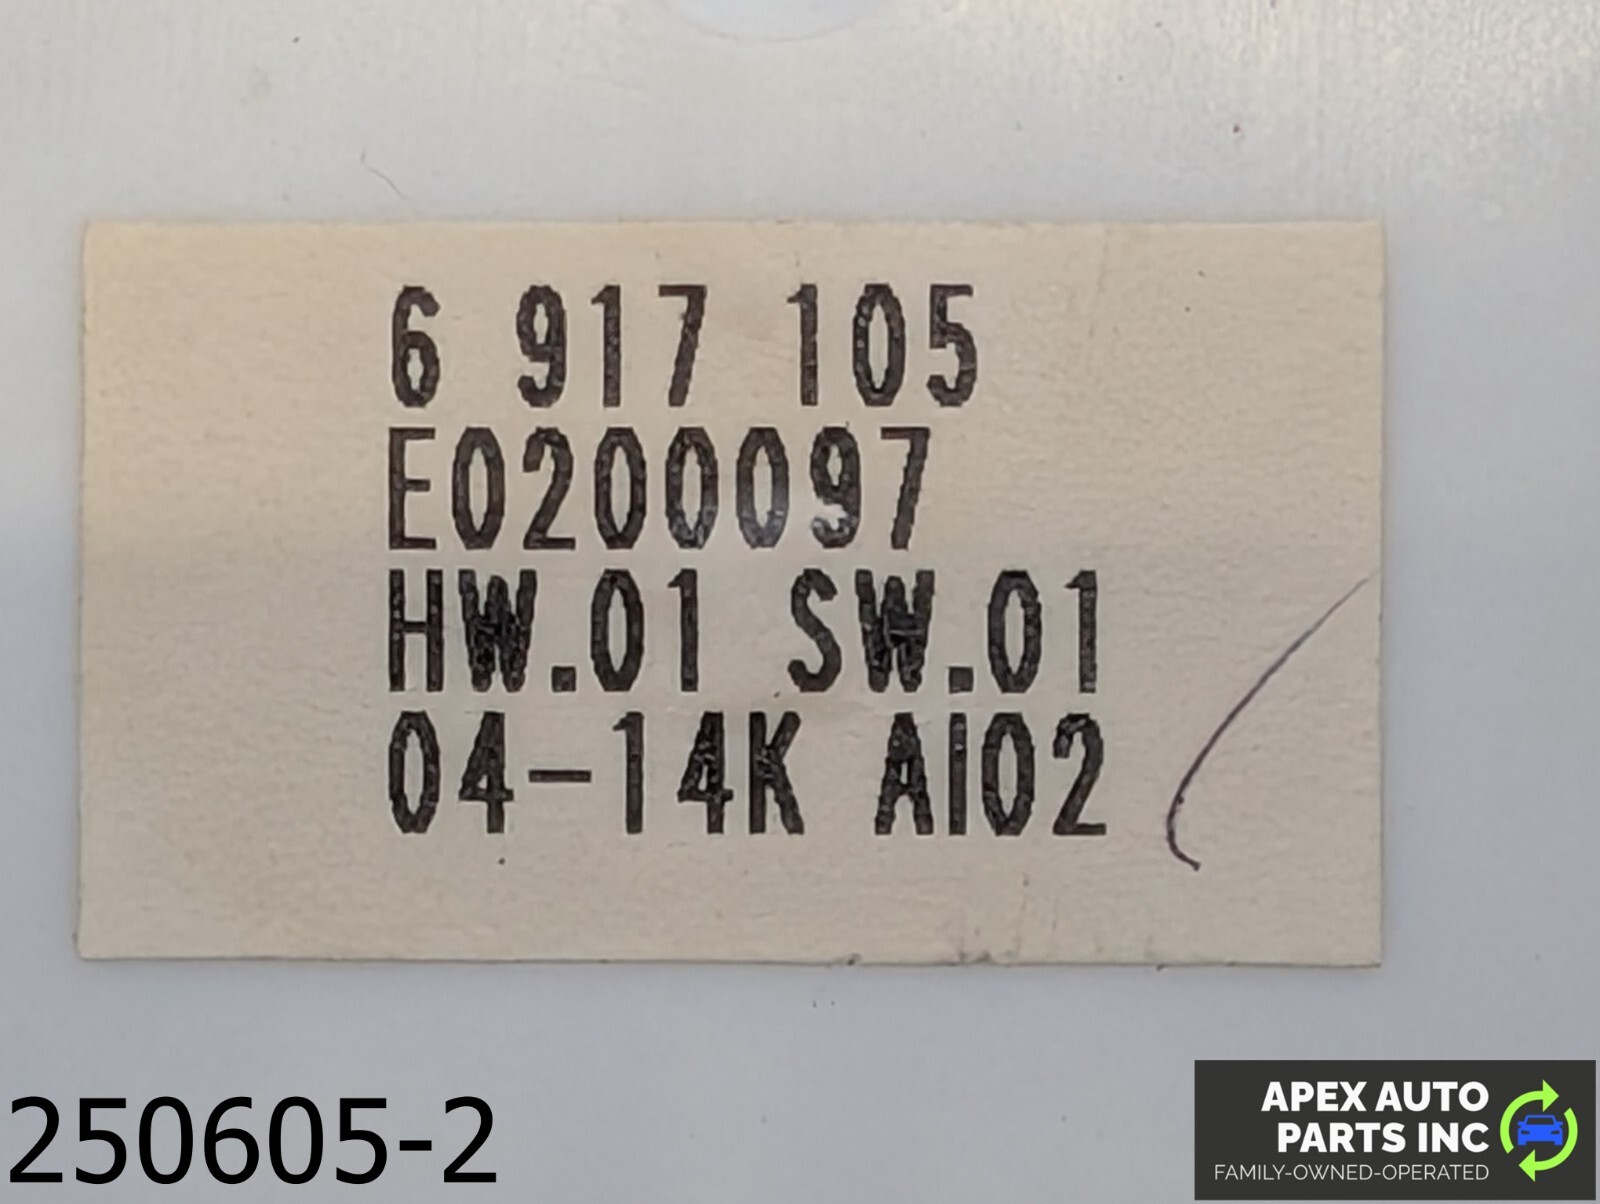 6 917 105
E0200097
HW.01 SW.01
04-14K AI02
250605-2
APEX AUTO
PARTS INC
FAMILY-OWNED-OPERATED